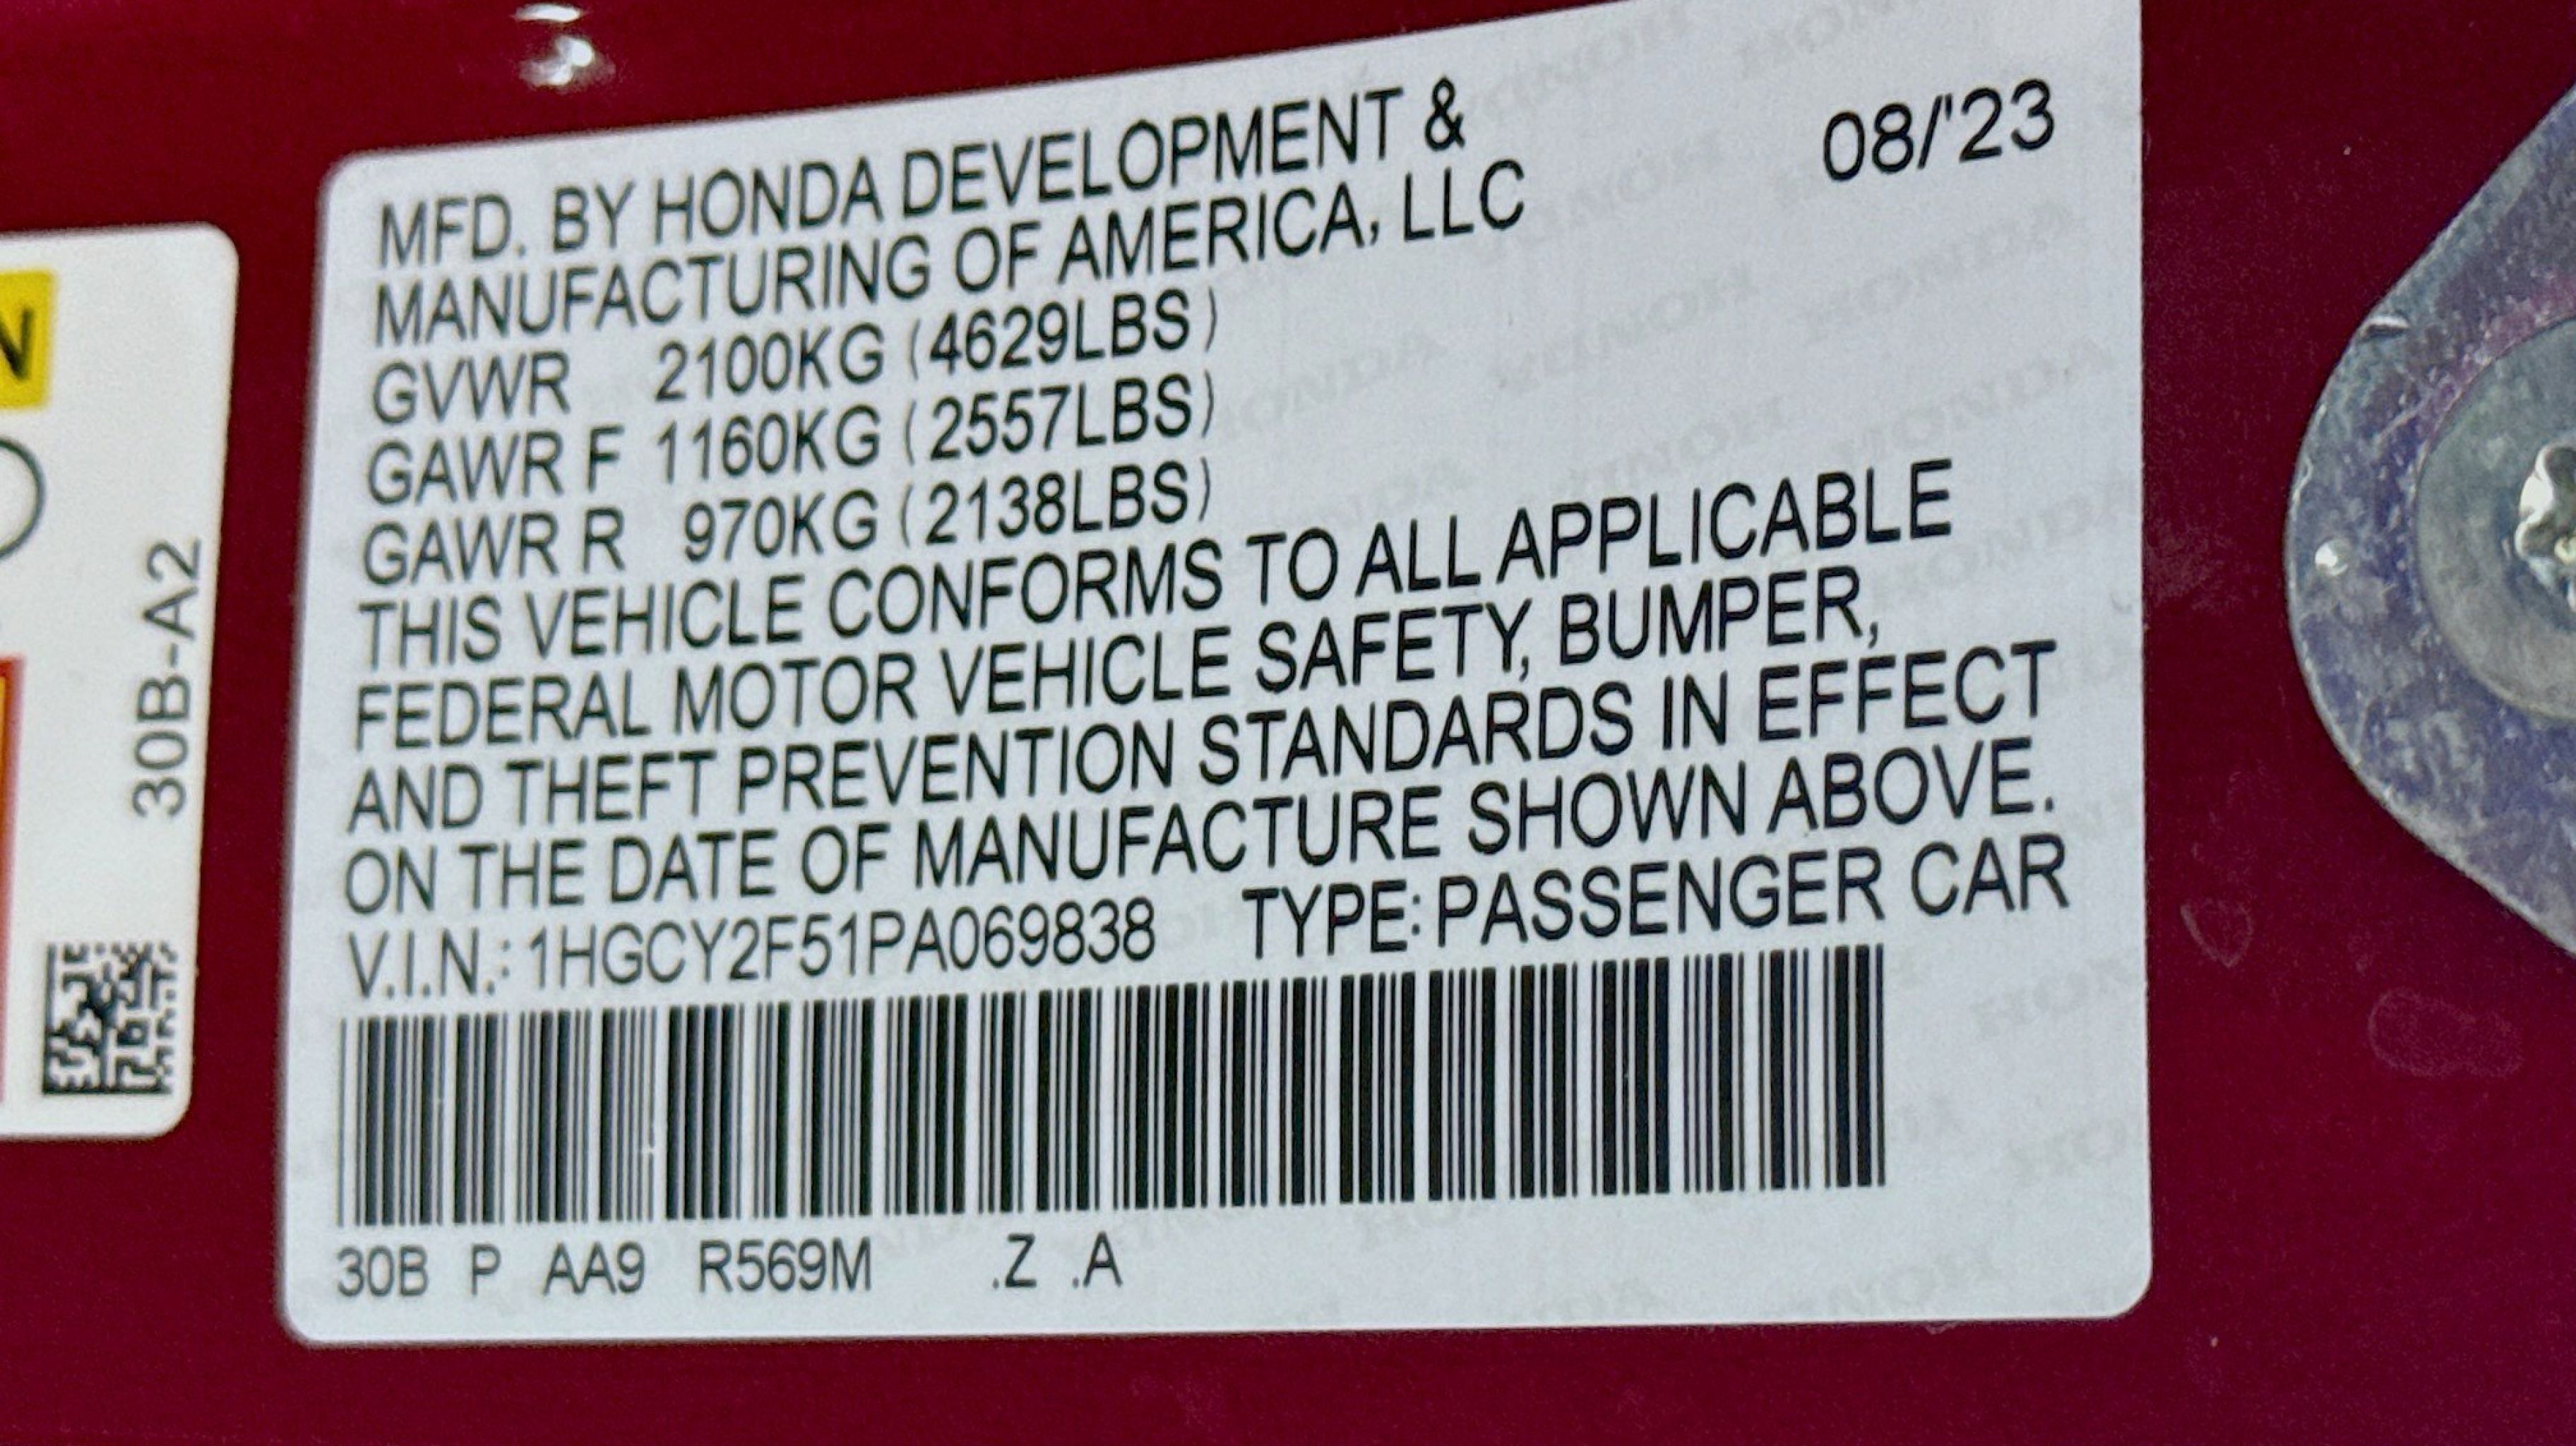 MFD. BY HONDA DEVELOPMENT &
MANUFACTURING OF AMERICA, LLC
08/'23
GVWR 2100KG (4629LBS)
GAWR F 1160KG (2557LBS)
GAWR R 970KG (2138LBS)
THIS VEHICLE CONFORMS TO ALL APPLICABLE
FEDERAL MOTOR VEHICLE SAFETY, BUMPER,
AND THEFT PREVENTION STANDARDS IN EFFECT
ON THE DATE OF MANUFACTURE SHOWN ABOVE.
V.I.N.: 1HGCY2F51PA069838 TYPE: PASSENGER CAR
30B P AA9 R569M .Z .A
N
30B-A2
HONDA